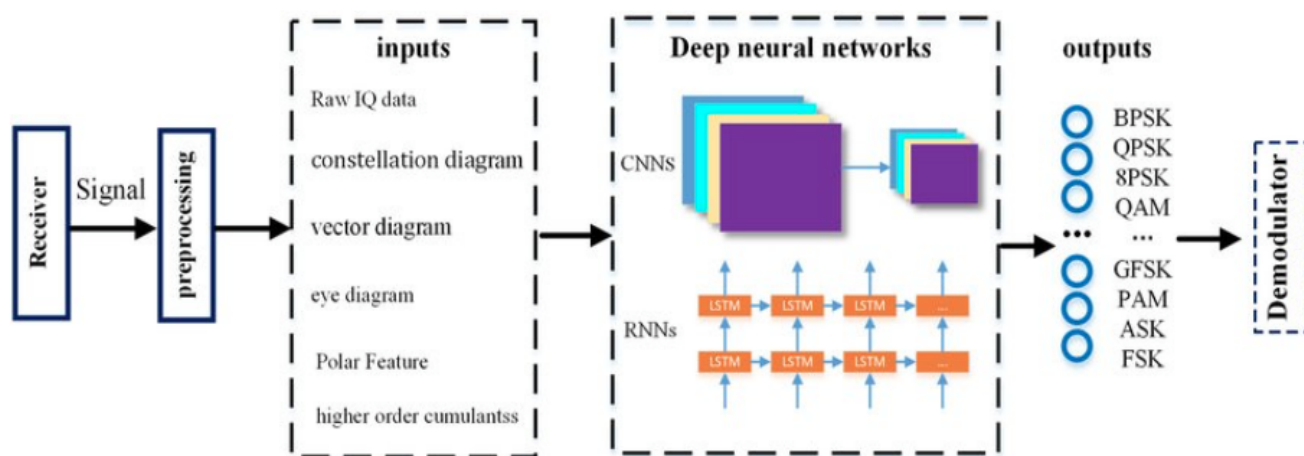 Receiver
Signal
preprocessing
inputs
Raw IQ data
constellation diagram
vector diagram
eye diagram
Polar Feature
higher order cumulantss
Deep neural networks
CNNs
RNNs
LSTM LSTM LSTM ...
LSTM LSTM LSTM ...
outputs
BPSK
QPSK
8PSK
QAM
... ...
GFSK
PAM
ASK
FSK
Demodulator